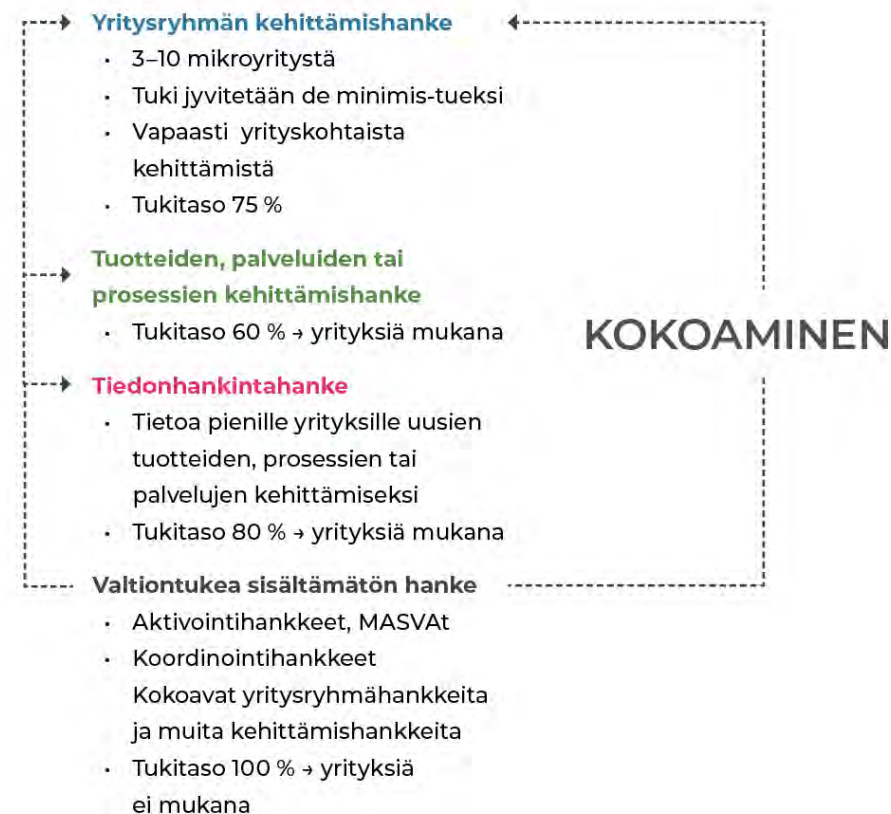 Yritysryhmän kehittämishanke
· 3–10 mikroyritystä
· Tuki jyvitetään de minimis-tueksi
· Vapaasti yrityskohtaista
kehittämistä
· Tukitaso 75 %
Tuotteiden, palveluiden tai
prosessien kehittämishanke
· Tukitaso 60 % → yrityksiä mukana
KOKOAMINEN
Tiedonhankintahanke
· Tietoa pienille yrityksille uusien
tuotteiden, prosessien tai
palvelujen kehittämiseksi
· Tukitaso 80 % → yrityksiä mukana
Valtiontukea sisältämätön hanke
· Aktivointihankkeet, MASVAt
· Koordinointihankkeet
Kokoavat yritysryhmähankkeita
ja muita kehittämishankkeita
· Tukitaso 100 % → yrityksiä
ei mukana